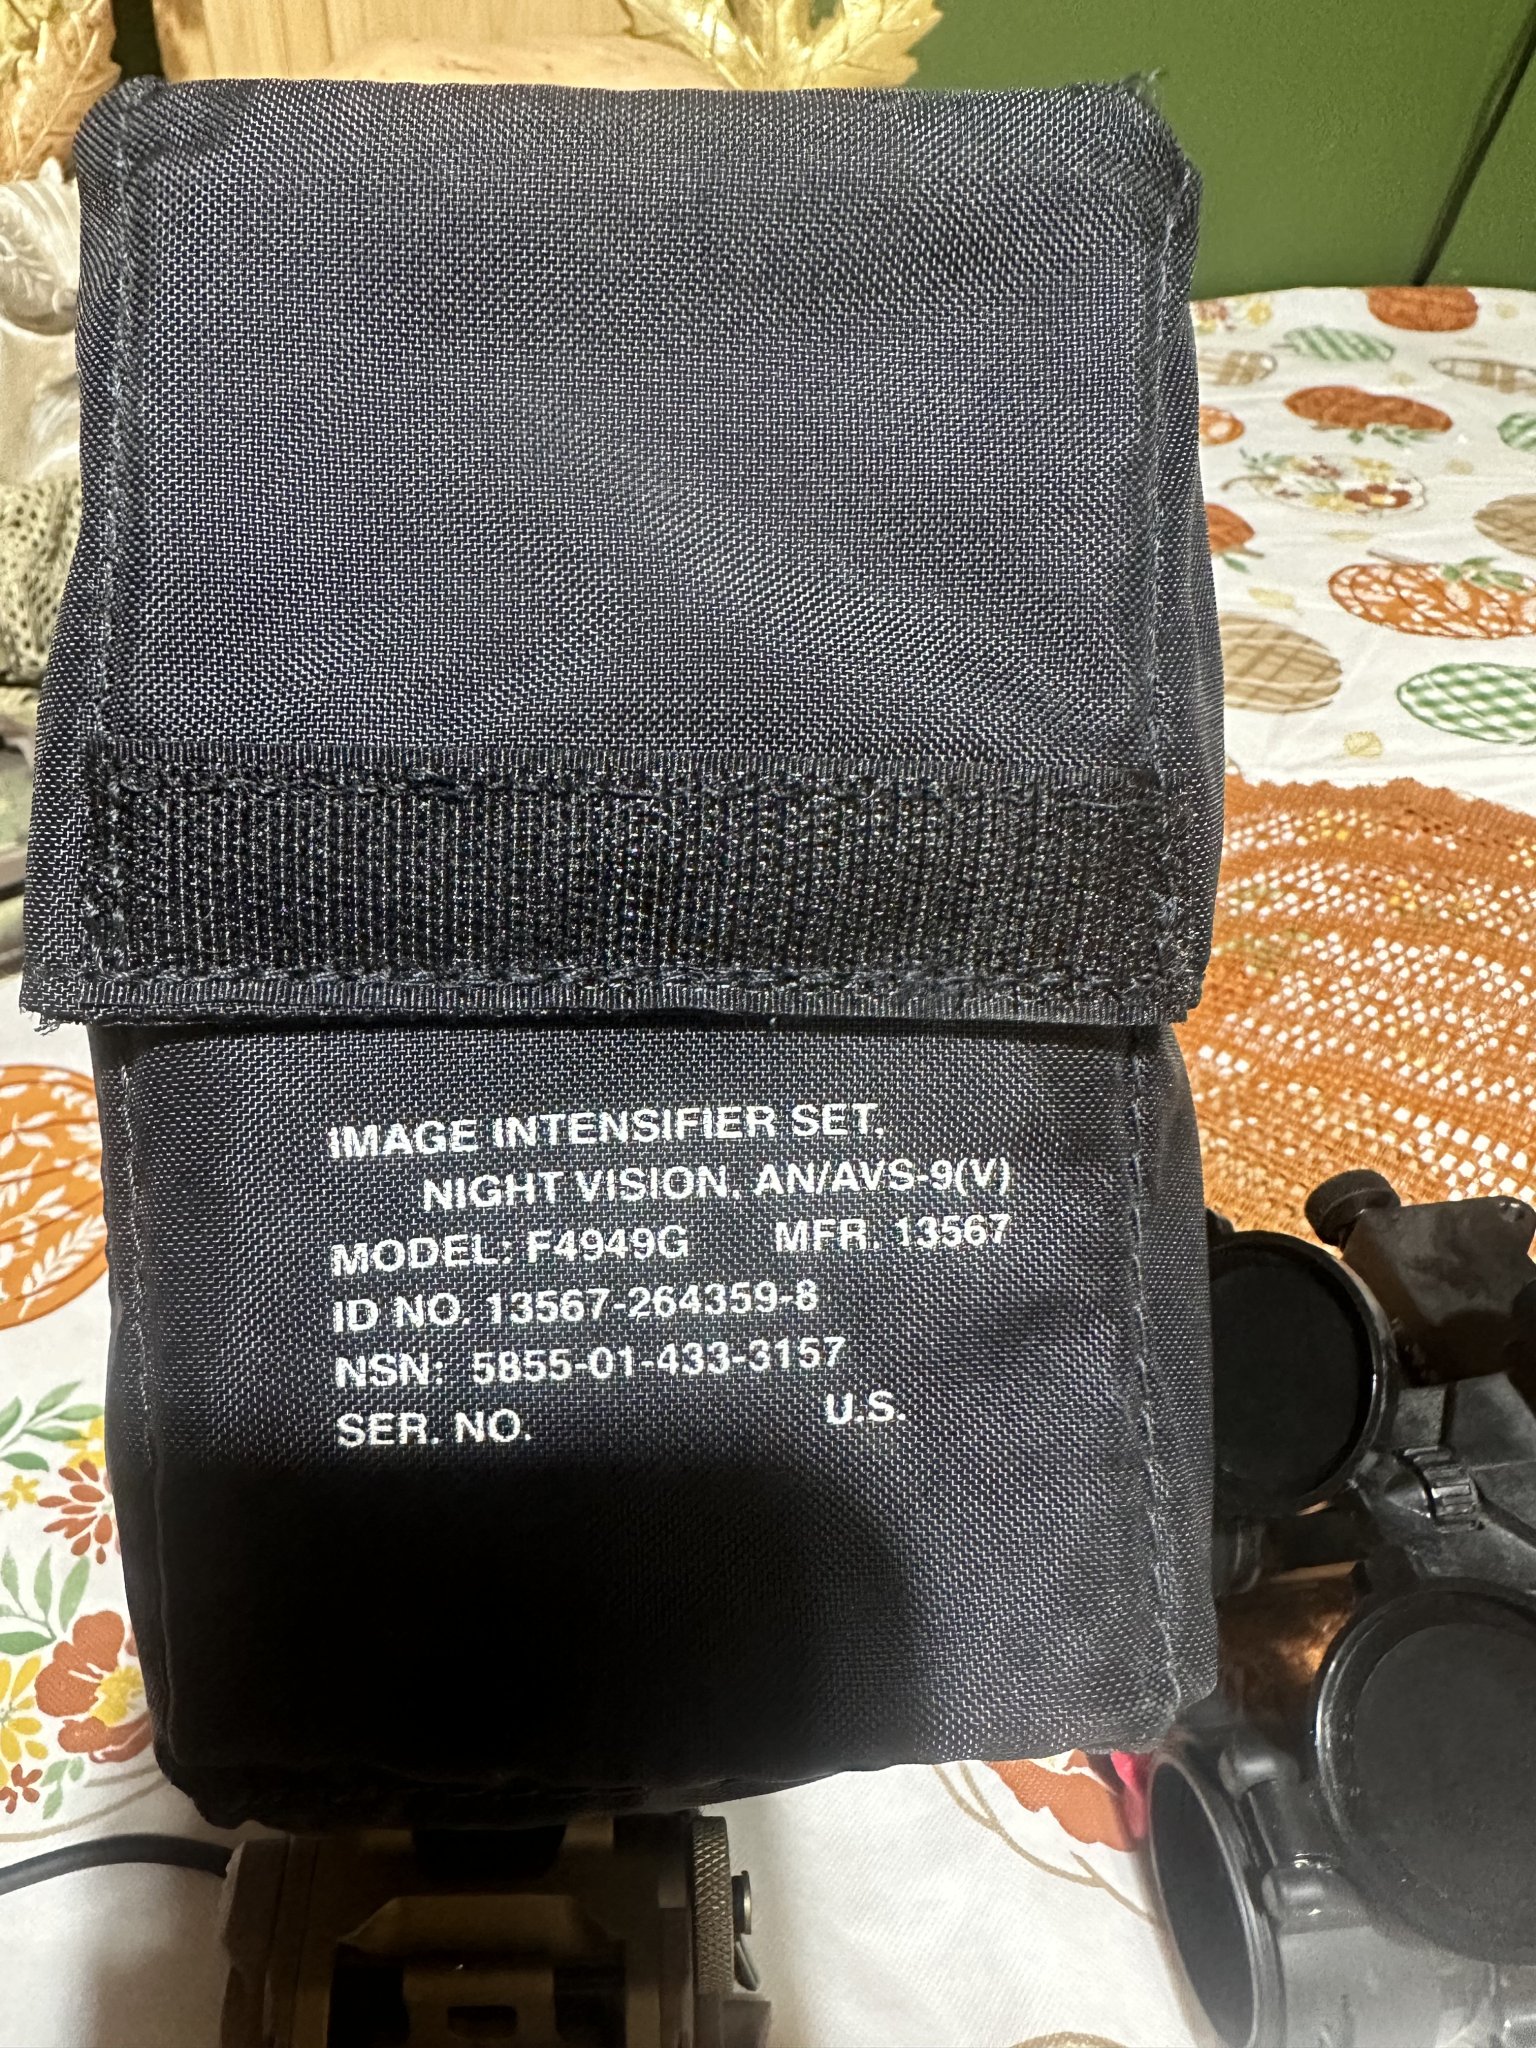 IMAGE INTENSIFIER SET,
NIGHT VISION, AN/AVS-9(V)
MODEL: F4949G MFR. 13567
ID NO. 13567-264359-8
NSN: 5855-01-433-3157
SER. NO. U.S.